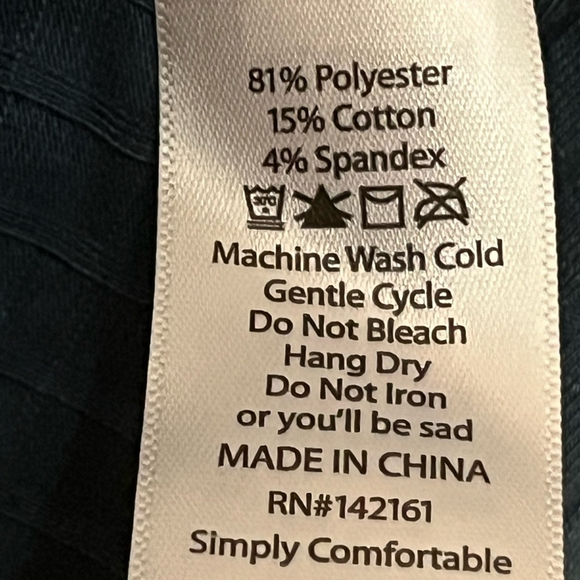 81% Polyester
15% Cotton
4% Spandex
Machine Wash Cold
Gentle Cycle
Do Not Bleach
Hang Dry
Do Not Iron
or you'll be sad
MADE IN CHINA
RN#142161
Simply Comfortable